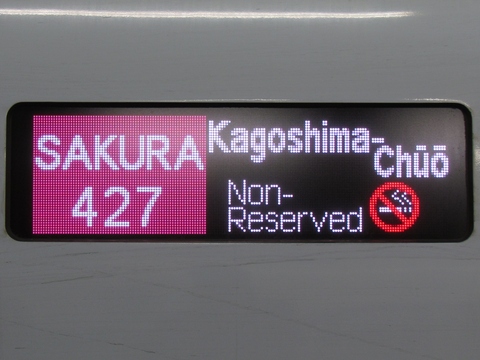 SAKURA
427
Kagoshima-
Chūō
Non-
Reserved